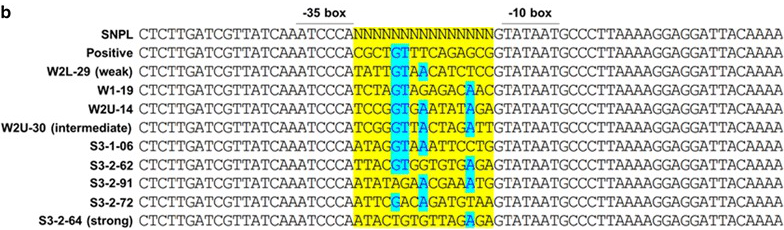 b
-35 box -10 box
SNPL CTCTTGATCGTTATCAAATCCCANNNNNNNNNNNNNNNGTATAATGCCCTTAAAAGGAGGATTACAAAA
Positive CTCTTGATCGTTATCAAATCCCACGCTGTTTCAGAGCGGTATAATGCCCTTAAAAGGAGGATTACAAAA
W2L-29 (weak) CTCTTGATCGTTATCAAATCCCATATTGTAACATCTCCGTATAATGCCCTTAAAAGGAGGATTACAAAA
W1-19 CTCTTGATCGTTATCAAATCCCATCTAGTAGAGACAACGTATAATGCCCTTAAAAGGAGGATTACAAAA
W2U-14 CTCTTGATCGTTATCAAATCCCATCCGGTGAATATAGAGTATAATGCCCTTAAAAGGAGGATTACAAAA
W2U-30 (intermediate) CTCTTGATCGTTATCAAATCCCATCGGGTTACTAGATTGTATAATGCCCTTAAAAGGAGGATTACAAAA
S3-1-06 CTCTTGATCGTTATCAAATCCCAATAGGTAAATTCCTGGTATAATGCCCTTAAAAGGAGGATTACAAAA
S3-2-62 CTCTTGATCGTTATCAAATCCCATTACGTGGTGTGAGAGTATAATGCCCTTAAAAGGAGGATTACAAAA
S3-2-91 CTCTTGATCGTTATCAAATCCCAATATAGAACGAAATGGTATAATGCCCTTAAAAGGAGGATTACAAAA
S3-2-72 CTCTTGATCGTTATCAAATCCCAATTCGACAGATGTAAGTATAATGCCCTTAAAAGGAGGATTACAAAA
S3-2-64 (strong) CTCTTGATCGTTATCAAATCCCAATACTGTGTTAGAGAGTATAATGCCCTTAAAAGGAGGATTACAAAA